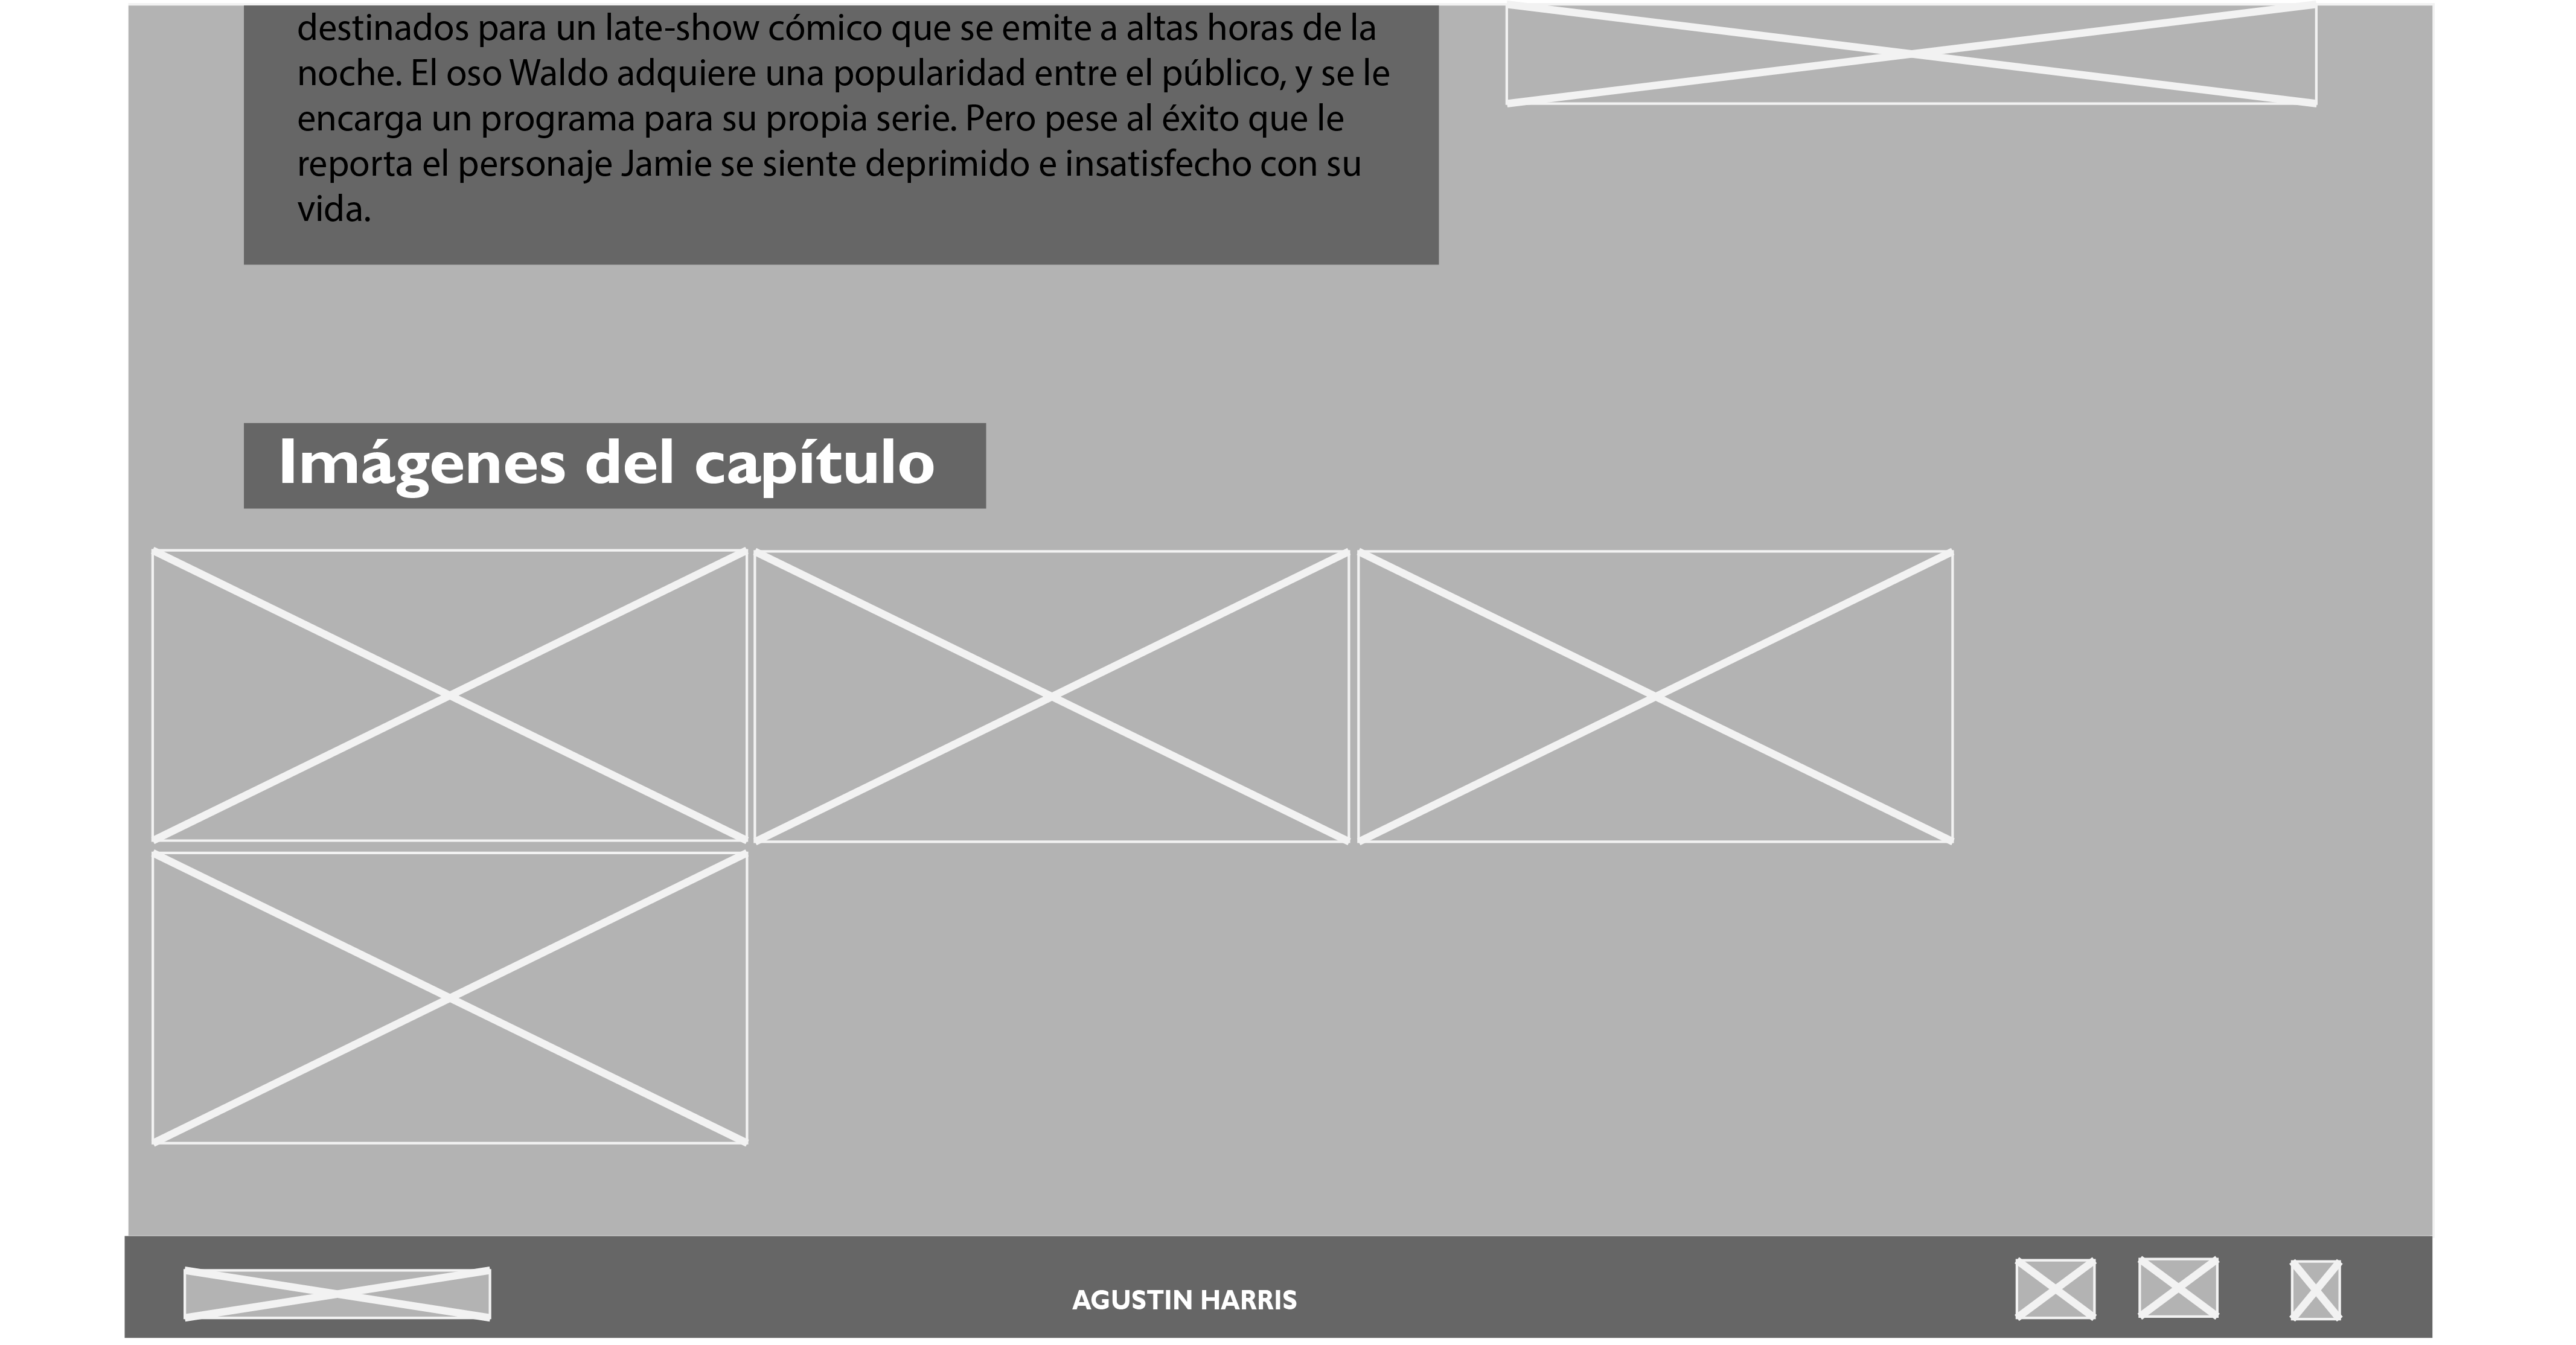 destinados para un late-show cómico que se emite a altas horas de la
noche. El oso Waldo adquiere una popularidad entre el público, y se le
encarga un programa para su propia serie. Pero pese al éxito que le
reporta el personaje Jamie se siente deprimido e insatisfecho con su
vida.
Imágenes del capítulo
AGUSTIN HARRIS